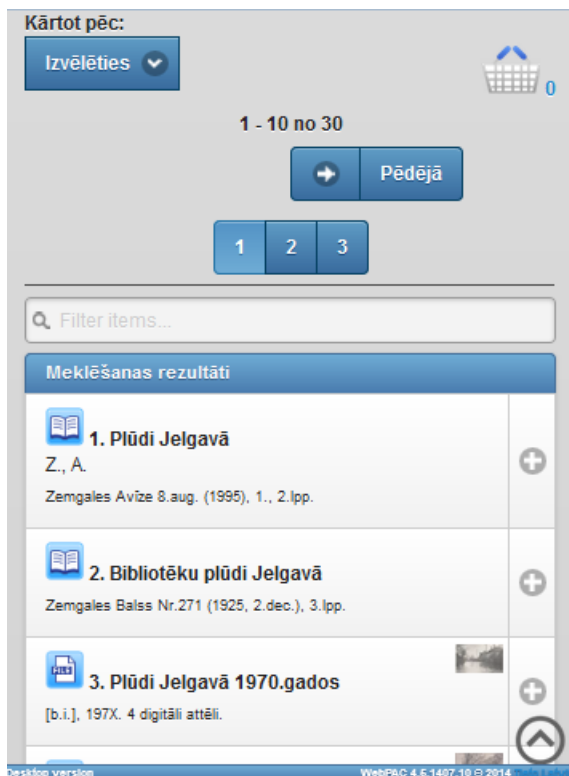 Kārtot pēc:
Izvēlēties
0
1 - 10 no 30
Pēdējā
1 2 3
Filter items...
Meklēšanas rezultāti
1. Plūdi Jelgavā
Z., A.
Zemgales Avīze 8.aug. (1995), 1., 2.lpp.
2. Bibliotēku plūdi Jelgavā
Zemgales Balss Nr.271 (1925, 2.dec.), 3.lpp.
3. Plūdi Jelgavā 1970.gados
[b.i.], 197X. 4 digitāli attēli.
Desktop version WebPAC 4.5.1407.10 © 2014